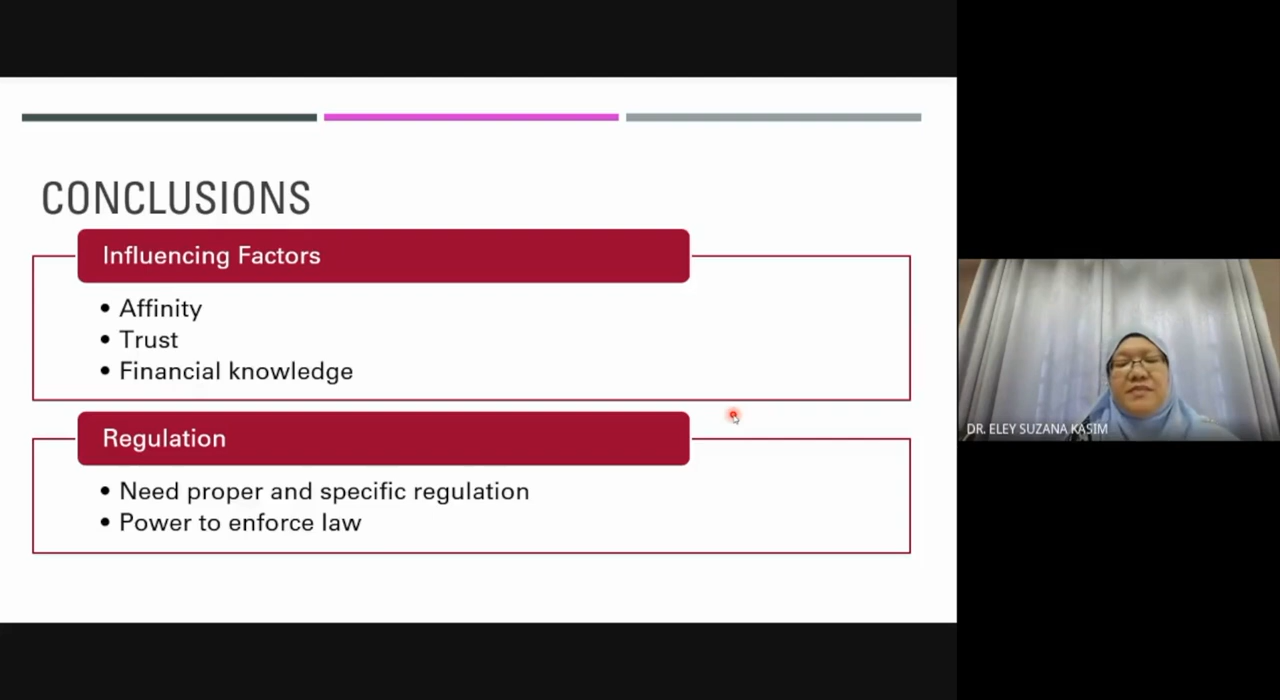 CONCLUSIONS
Influencing Factors
• Affinity
• Trust
• Financial knowledge
Regulation
• Need proper and specific regulation
• Power to enforce law
DR. ELEY SUZANA KASIM